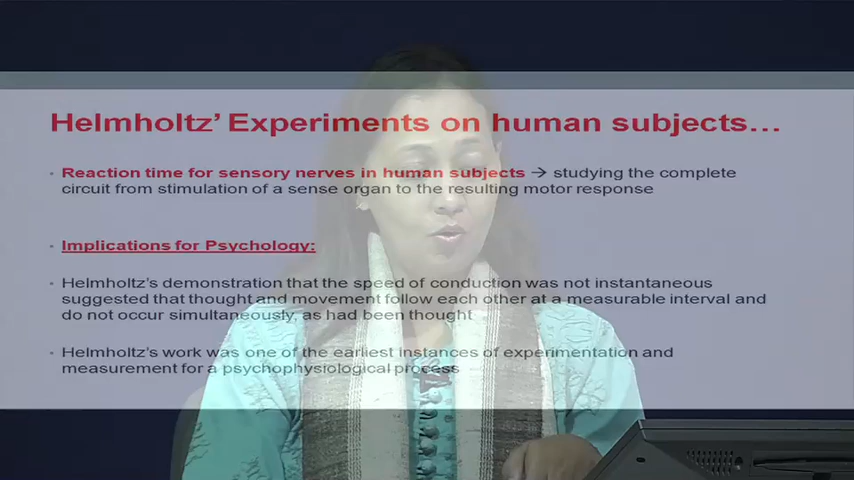 Helmholtz’ Experiments on human subjects…
• Reaction time for sensory nerves in human subjects → studying the complete
circuit from stimulation of a sense organ to the resulting motor response
• Implications for Psychology:
• Helmholtz’s demonstration that the speed of conduction was not instantaneous
suggested that thought and movement follow each other at a measurable interval and
do not occur simultaneously, as had been thought
• Helmholtz’s work was one of the earliest instances of experimentation and
measurement for a psychophysiological process